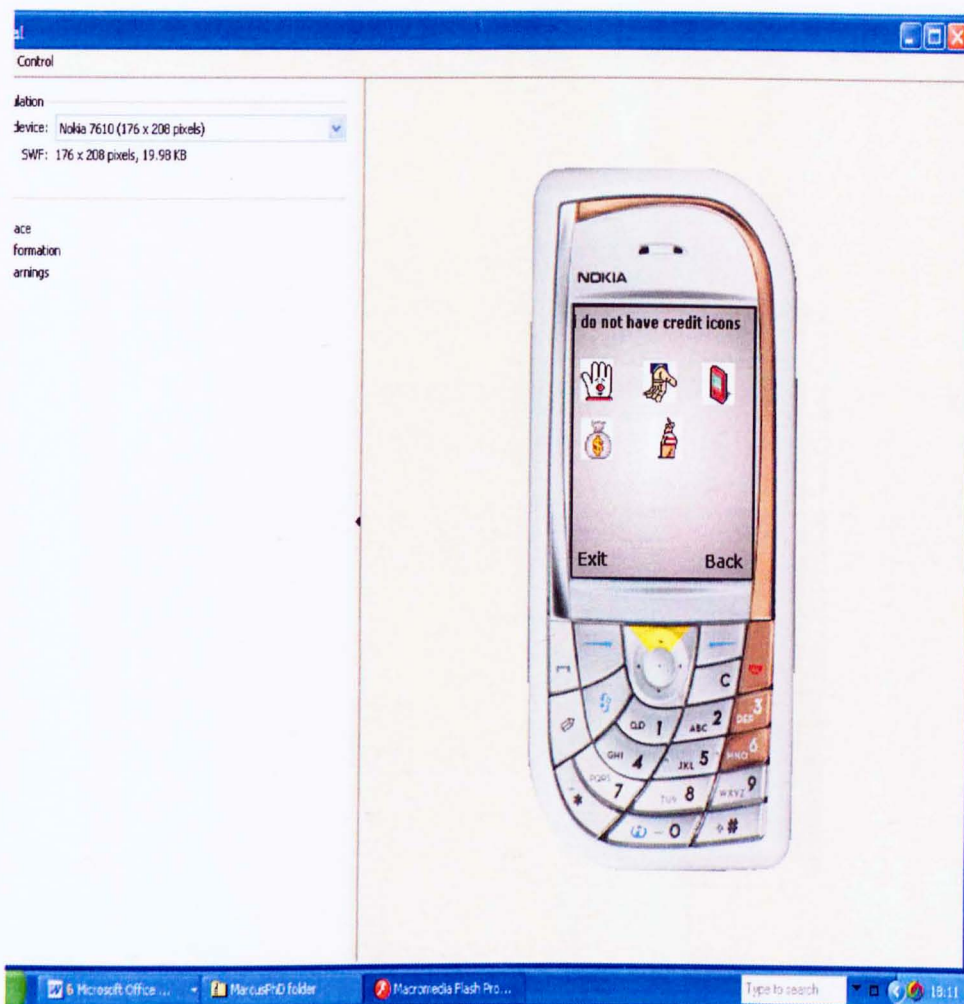 al
Control
lation
device: Nokia 7610 (176 x 208 pixels)
SWF: 176 x 208 pixels, 19.98 KB
ace
formation
arnings
NOKIA
i do not have credit icons
Exit Back
C
1
ABC 2
DEF 3
GHI 4
JKL 5
MNO 6
PQRS 7
TUV 8
WXYZ 9
*
0
#
6 Microsoft Office ...
MarcusPhD folder
Macromedia Flash Pro...
Type to search
18:11